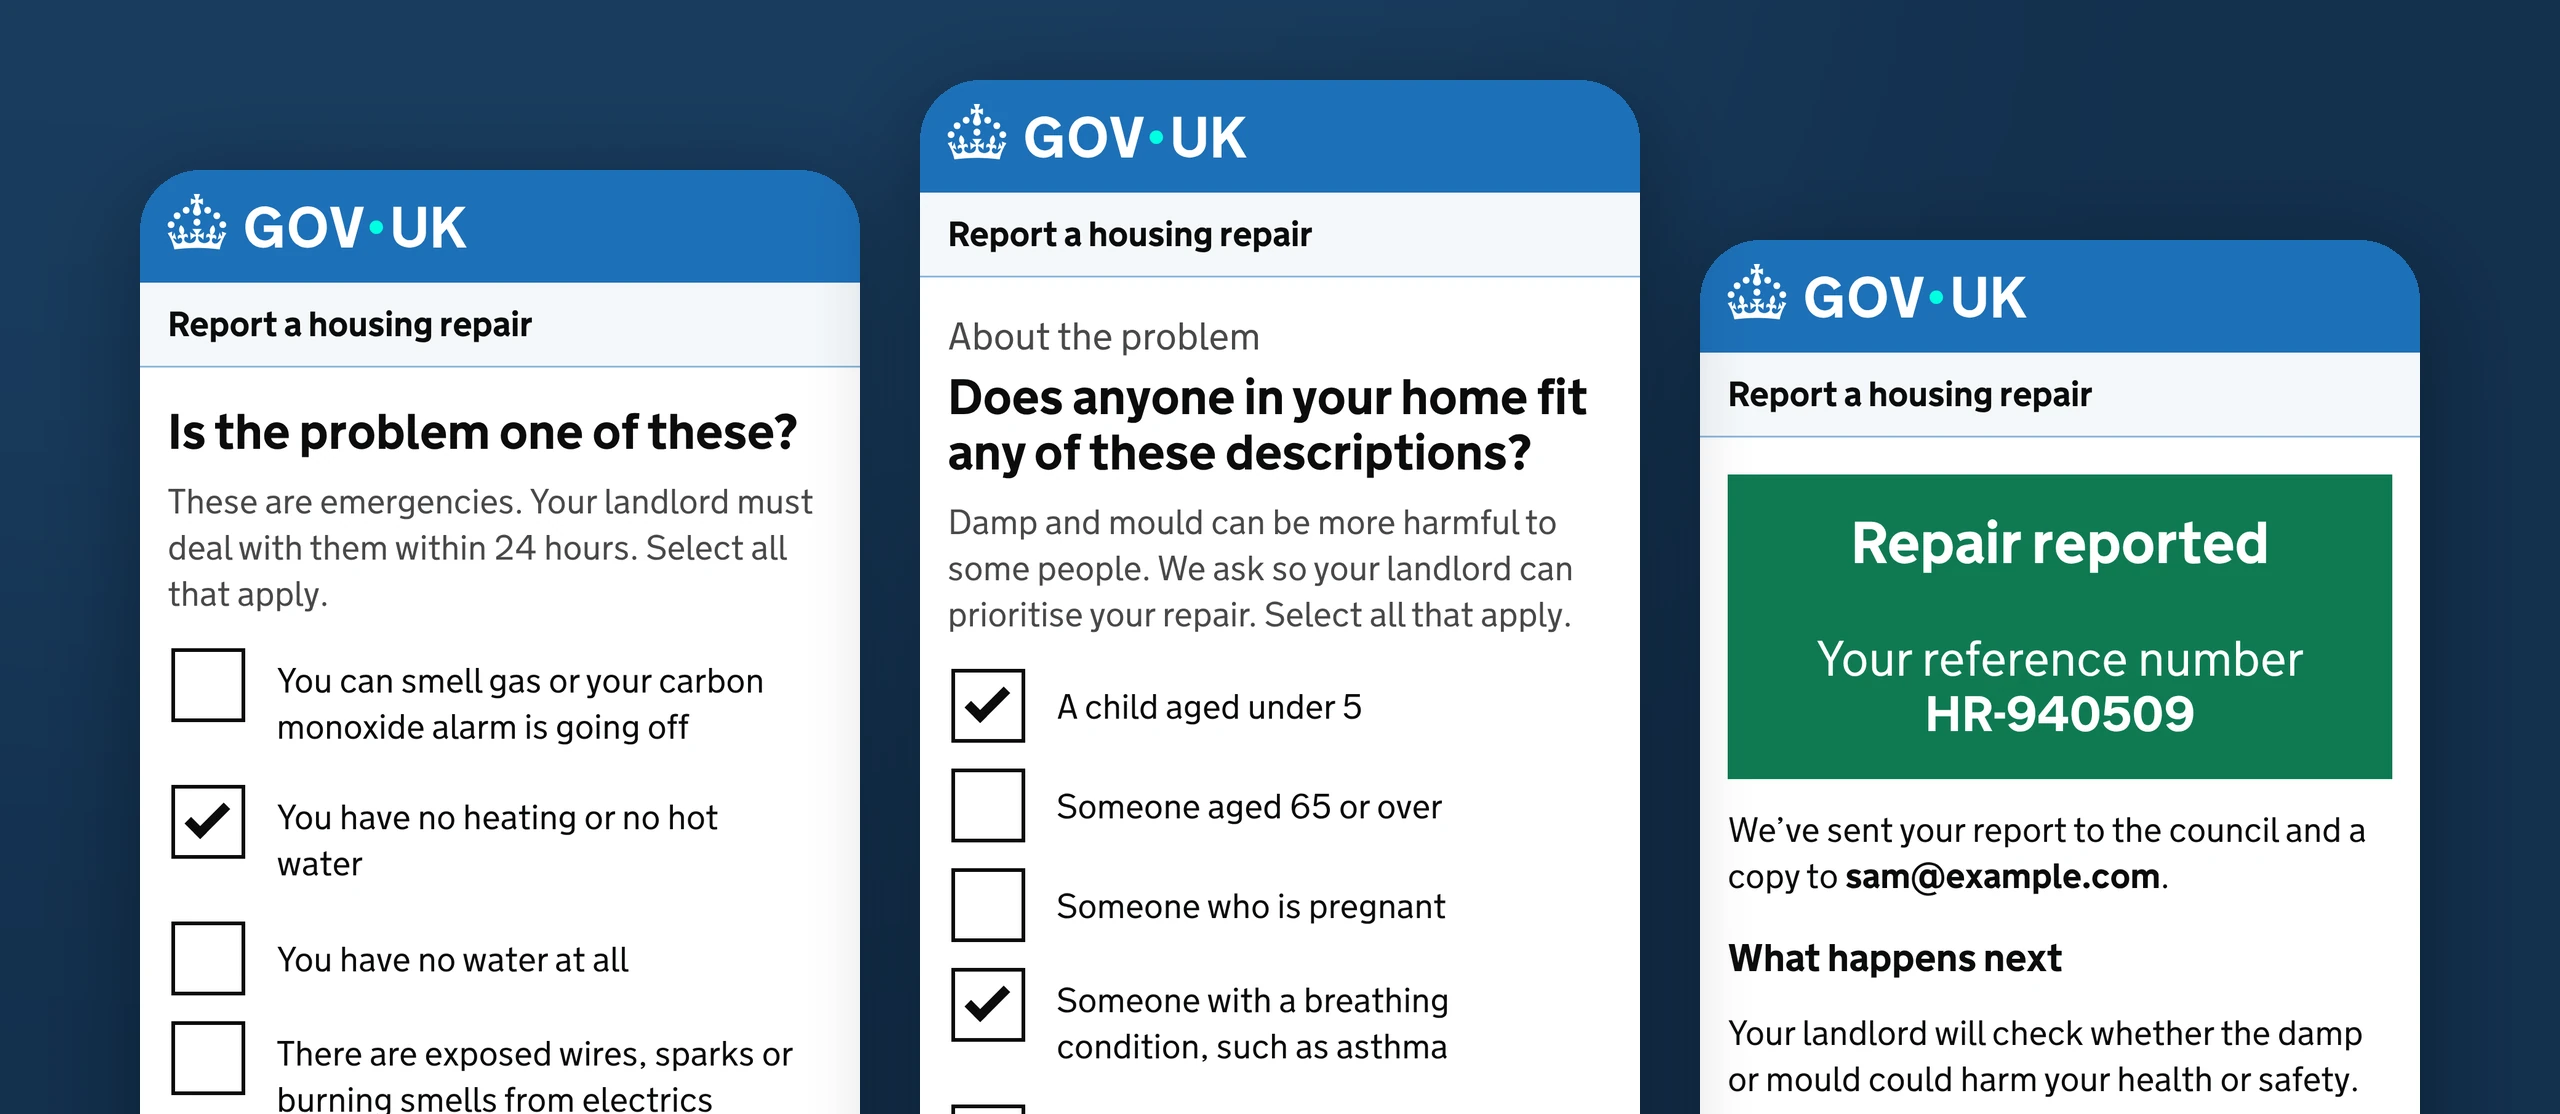 GOV·UK
Report a housing repair
Is the problem one of these?
These are emergencies. Your landlord must
deal with them within 24 hours. Select all
that apply.
You can smell gas or your carbon
monoxide alarm is going off
You have no heating or no hot
water
You have no water at all
There are exposed wires, sparks or
burning smells from electrics
GOV·UK
Report a housing repair
About the problem
Does anyone in your home fit
any of these descriptions?
Damp and mould can be more harmful to
some people. We ask so your landlord can
prioritise your repair. Select all that apply.
A child aged under 5
Someone aged 65 or over
Someone who is pregnant
Someone with a breathing
condition, such as asthma
GOV·UK
Report a housing repair
Repair reported
Your reference number
HR-940509
We’ve sent your report to the council and a
copy to sam@example.com.
What happens next
Your landlord will check whether the damp
or mould could harm your health or safety.